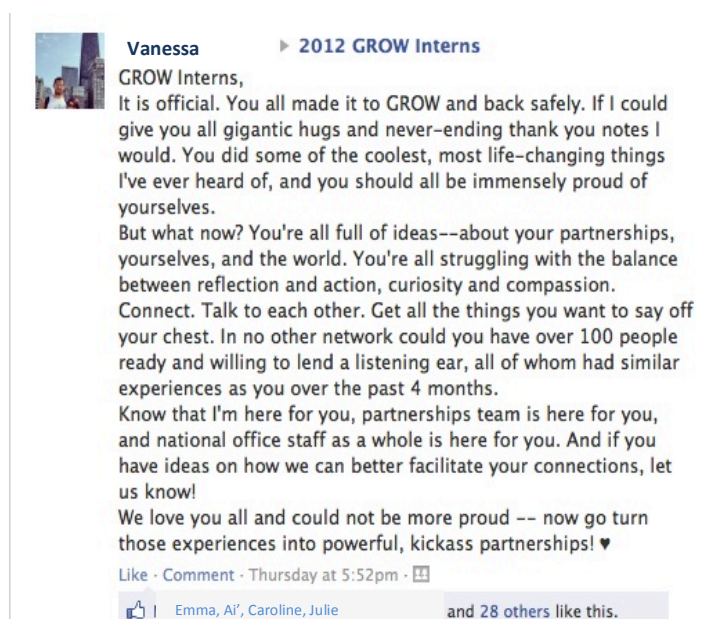 Vanessa ▸ 2012 GROW Interns
GROW Interns,
It is official. You all made it to GROW and back safely. If I could
give you all gigantic hugs and never-ending thank you notes I
would. You did some of the coolest, most life-changing things
I've ever heard of, and you should all be immensely proud of
yourselves.
But what now? You're all full of ideas--about your partnerships,
yourselves, and the world. You're all struggling with the balance
between reflection and action, curiosity and compassion.
Connect. Talk to each other. Get all the things you want to say off
your chest. In no other network could you have over 100 people
ready and willing to lend a listening ear, all of whom had similar
experiences as you over the past 4 months.
Know that I'm here for you, partnerships team is here for you,
and national office staff as a whole is here for you. And if you
have ideas on how we can better facilitate your connections, let
us know!
We love you all and could not be more proud -- now go turn
those experiences into powerful, kickass partnerships! ♥
Like · Comment · Thursday at 5:52pm ·
Emma, Ai’, Caroline, Julie and 28 others like this.